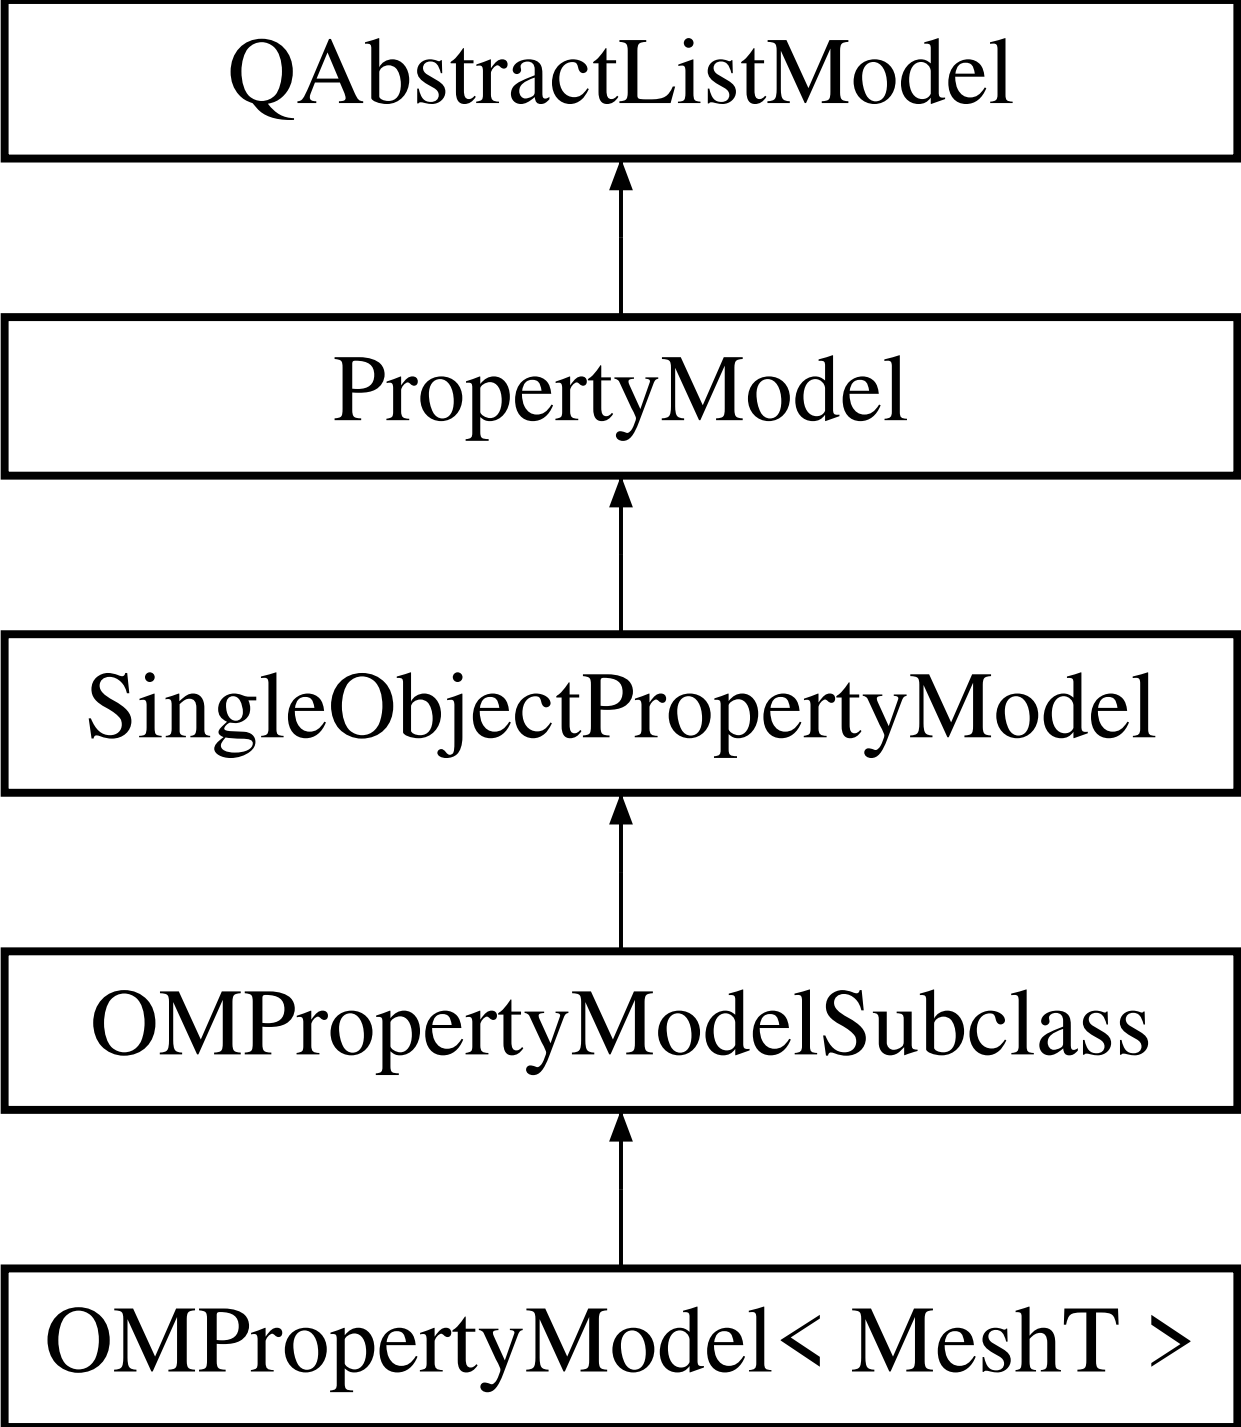 QAbstractListModel
PropertyModel
SingleObjectPropertyModel
OMPropertyModelSubclass
OMPropertyModel< MeshT >